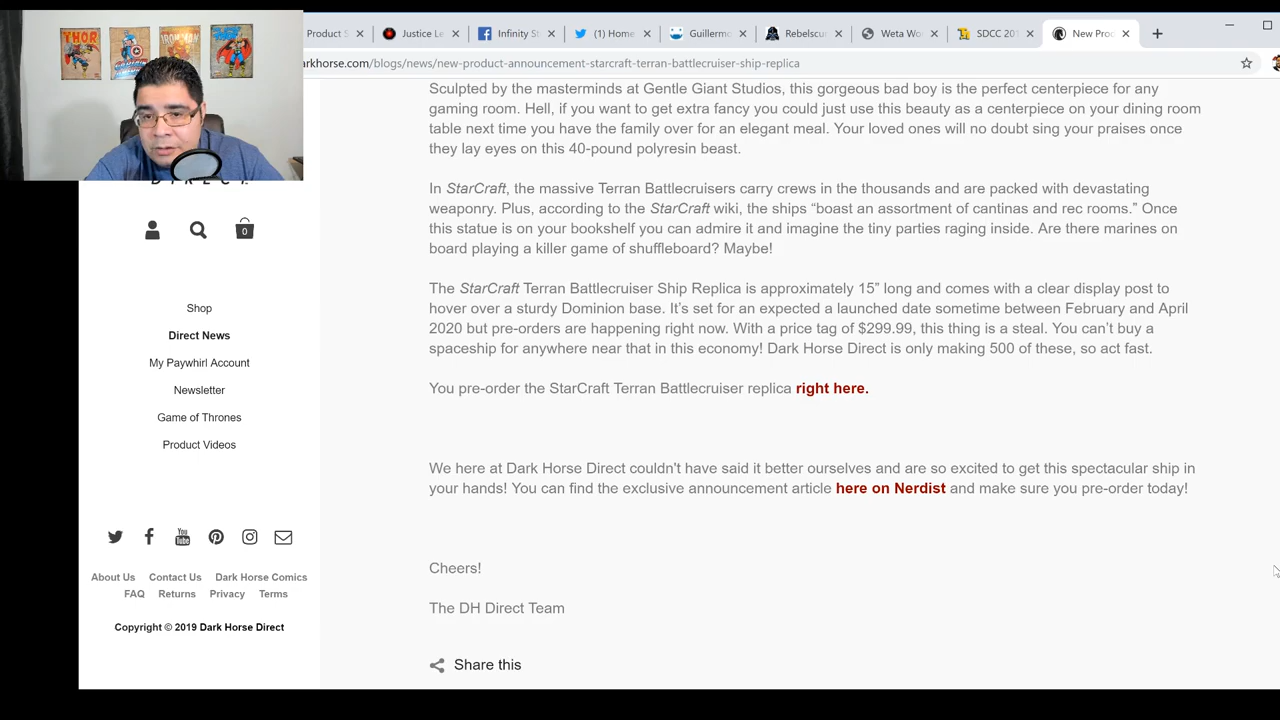 THOR
IRON MAN
Product S
Justice Le
Infinity St
(1) Home
Guillermo
Rebelscu
Weta Wo
SDCC 201
New Prod
arkhorse.com/blogs/news/new-product-announcement-starcraft-terran-battlecruiser-ship-replica
Sculpted by the masterminds at Gentle Giant Studios, this gorgeous bad boy is the perfect centerpiece for any
gaming room. Hell, if you want to get extra fancy you could just use this beauty as a centerpiece on your dining room
table next time you have the family over for an elegant meal. Your loved ones will no doubt sing your praises once
they lay eyes on this 40-pound polyresin beast.
In StarCraft, the massive Terran Battlecruisers carry crews in the thousands and are packed with devastating
weaponry. Plus, according to the StarCraft wiki, the ships “boast an assortment of cantinas and rec rooms.” Once
this statue is on your bookshelf you can admire it and imagine the tiny parties raging inside. Are there marines on
board playing a killer game of shuffleboard? Maybe!
The StarCraft Terran Battlecruiser Ship Replica is approximately 15” long and comes with a clear display post to
hover over a sturdy Dominion base. It’s set for an expected a launched date sometime between February and April
2020 but pre-orders are happening right now. With a price tag of $299.99, this thing is a steal. You can’t buy a
spaceship for anywhere near that in this economy! Dark Horse Direct is only making 500 of these, so act fast.
You pre-order the StarCraft Terran Battlecruiser replica right here.
We here at Dark Horse Direct couldn't have said it better ourselves and are so excited to get this spectacular ship in
your hands! You can find the exclusive announcement article here on Nerdist and make sure you pre-order today!
Cheers!
The DH Direct Team
Share this
DIRECT
0
Shop
Direct News
My Paywhirl Account
Newsletter
Game of Thrones
Product Videos
You Tube
About Us Contact Us Dark Horse Comics
FAQ Returns Privacy Terms
Copyright © 2019 Dark Horse Direct